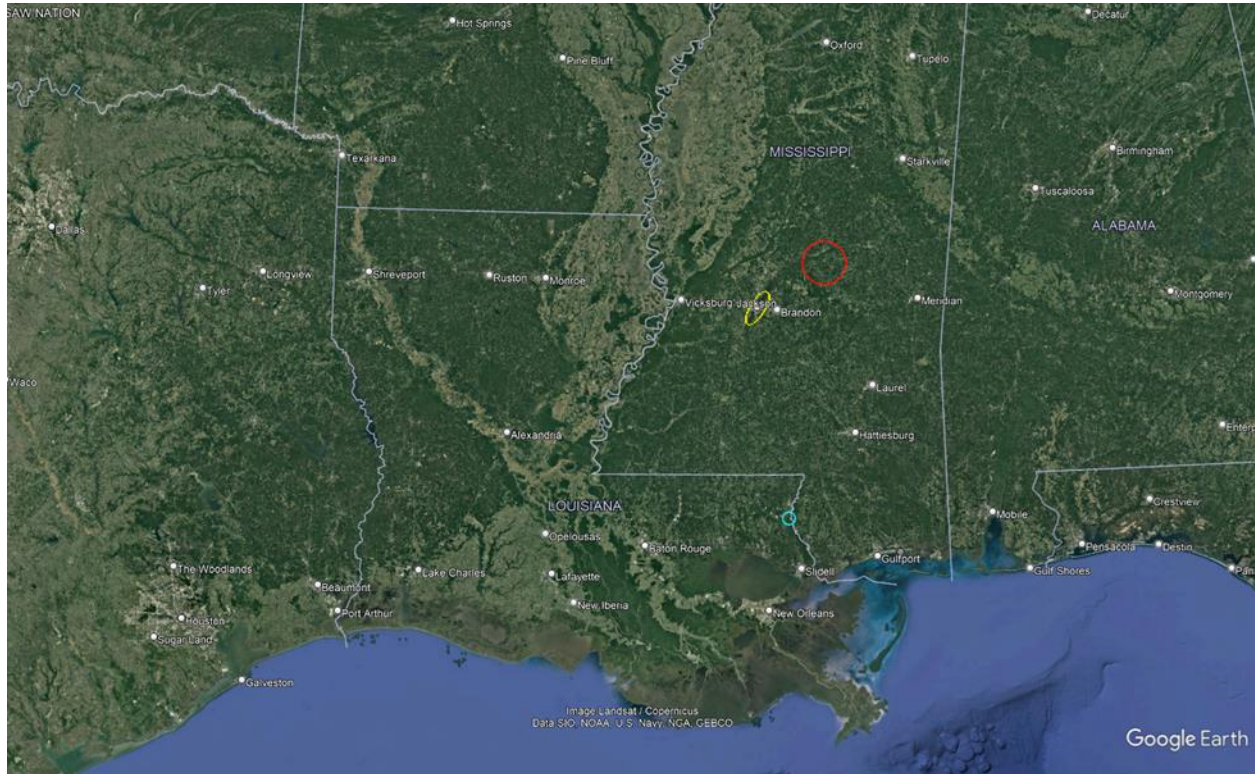 SAW NATION
Hot Springs
Decatur
Oxford
Tupelo
Pine Bluff
MISSISSIPPI
Birmingham
Texarkana
Starkville
Tuscaloosa
Dallas
ALABAMA
Longview
Shreveport
Ruston
Monroe
Tyler
Vicksburg
Jackson
Brandon
Meridian
Montgomery
Waco
Laurel
Alexandria
Hattiesburg
Enterp
LOUISIANA
Crestview
Mobile
Opelousas
Baton Rouge
Pensacola
Destin
Gulfport
The Woodlands
Lake Charles
Lafayette
Slidell
Gulf Shores
Pan
Beaumont
New Iberia
New Orleans
Port Arthur
Houston
Sugar Land
Galveston
Image Landsat / Copernicus
Data SIO, NOAA, U.S. Navy, NGA, GEBCO
Google Earth